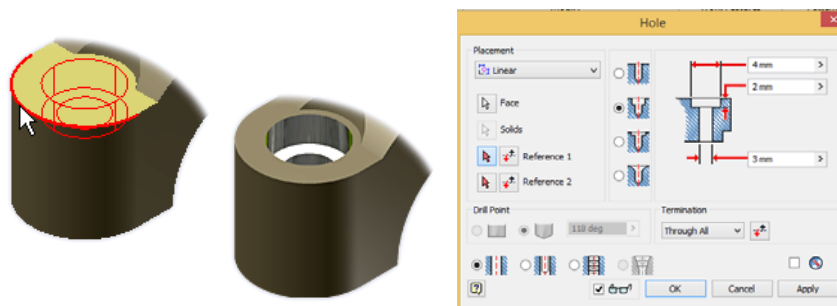 Hole
Placement
Linear
Face
Solids
Reference 1
Reference 2
4 mm
2 mm
3 mm
Drill Point
118 deg
Termination
Through All
OK
Cancel
Apply